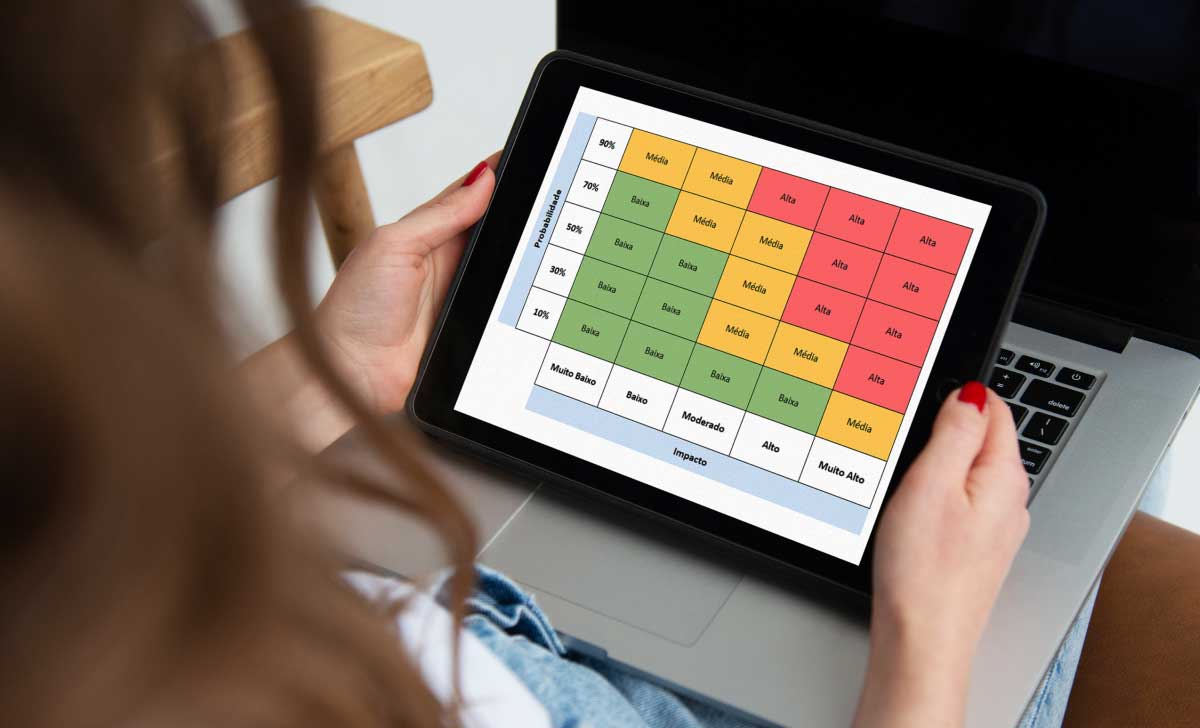 Probabilidade
90% Média Média Alta Alta Alta
70% Baixa Média Média Alta Alta
50% Baixa Baixa Média Alta Alta
30% Baixa Baixa Média Média Alta
10% Baixa Baixa Baixa Baixa Média
Muito Baixo Baixo Moderado Alto Muito Alto
Impacto
+
=
delete
enter
return